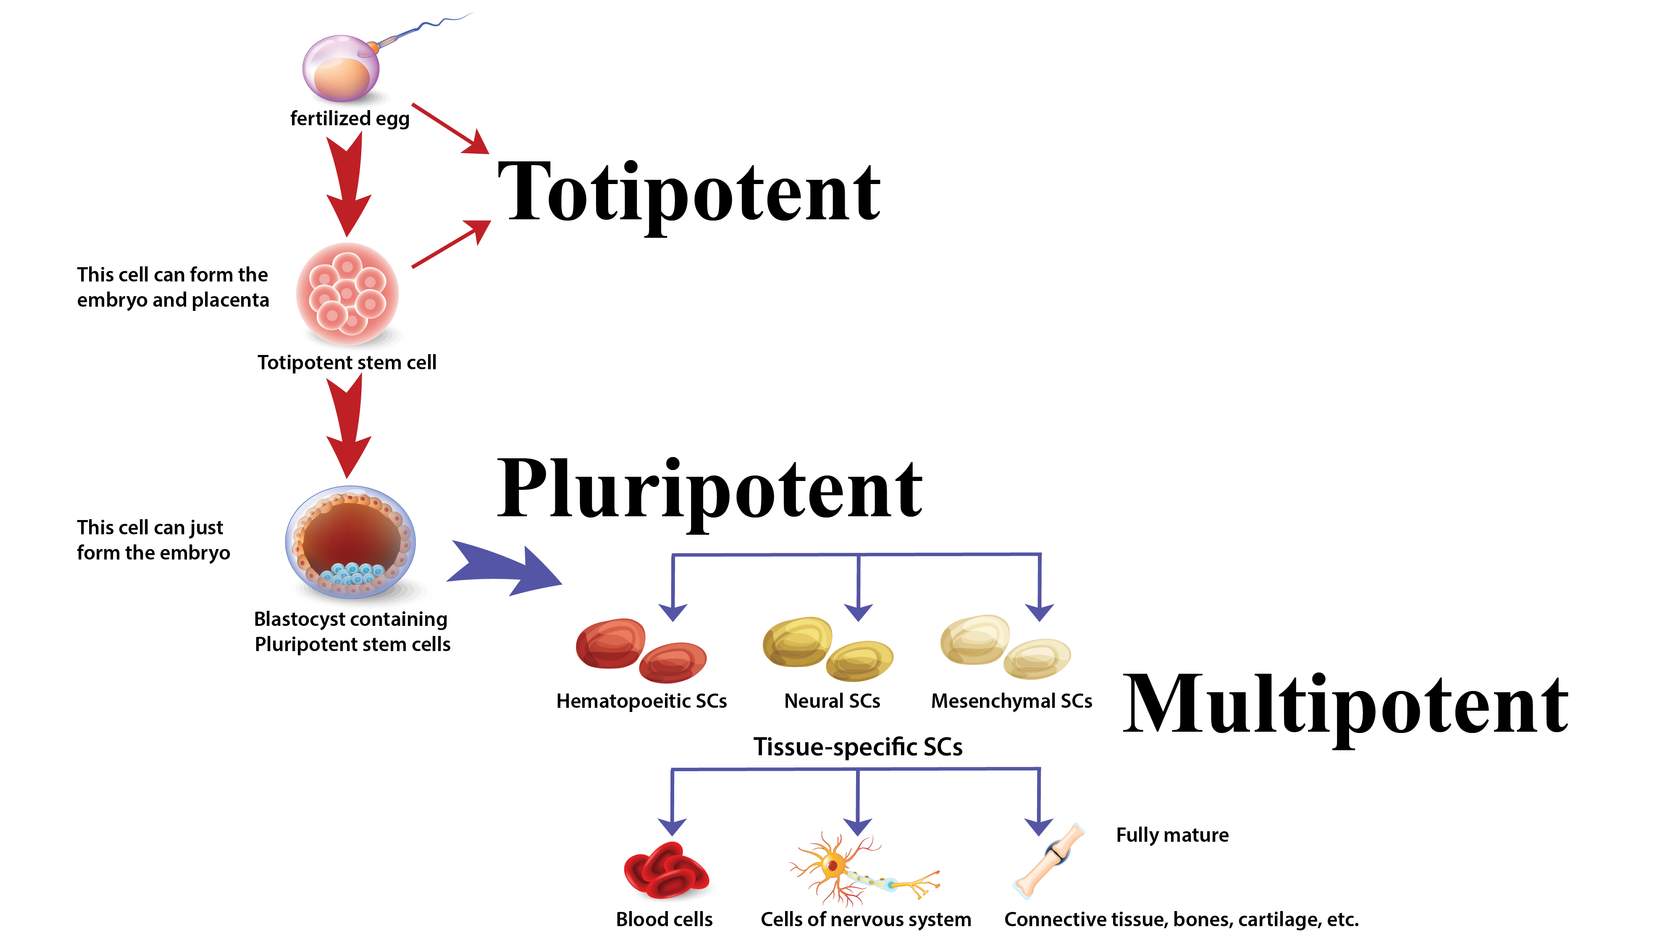 fertilized egg
Totipotent
This cell can form the
embryo and placenta
Totipotent stem cell
Pluripotent
This cell can just
form the embryo
Blastocyst containing
Pluripotent stem cells
Hematopoeitic SCs
Neural SCs
Mesenchymal SCs
Multipotent
Tissue-specific SCs
Fully mature
Blood cells
Cells of nervous system
Connective tissue, bones, cartilage, etc.